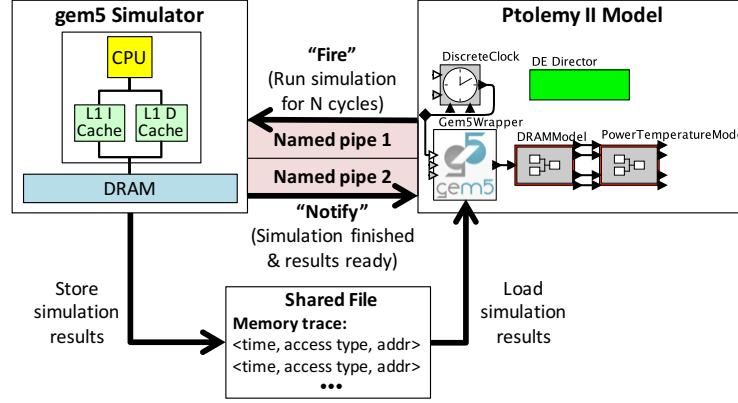 gem5 Simulator
CPU
L1 I
Cache
L1 D
Cache
DRAM
“Fire”
(Run simulation
for N cycles)
Named pipe 1
Named pipe 2
“Notify”
(Simulation finished
& results ready)
Ptolemy II Model
DiscreteClock
DE Director
Gem5Wrapper
gem5
DRAMModel
PowerTemperatureMode
Store
simulation
results
Shared File
Memory trace:
<time, access type, addr>
<time, access type, addr>
•••
Load
simulation
results